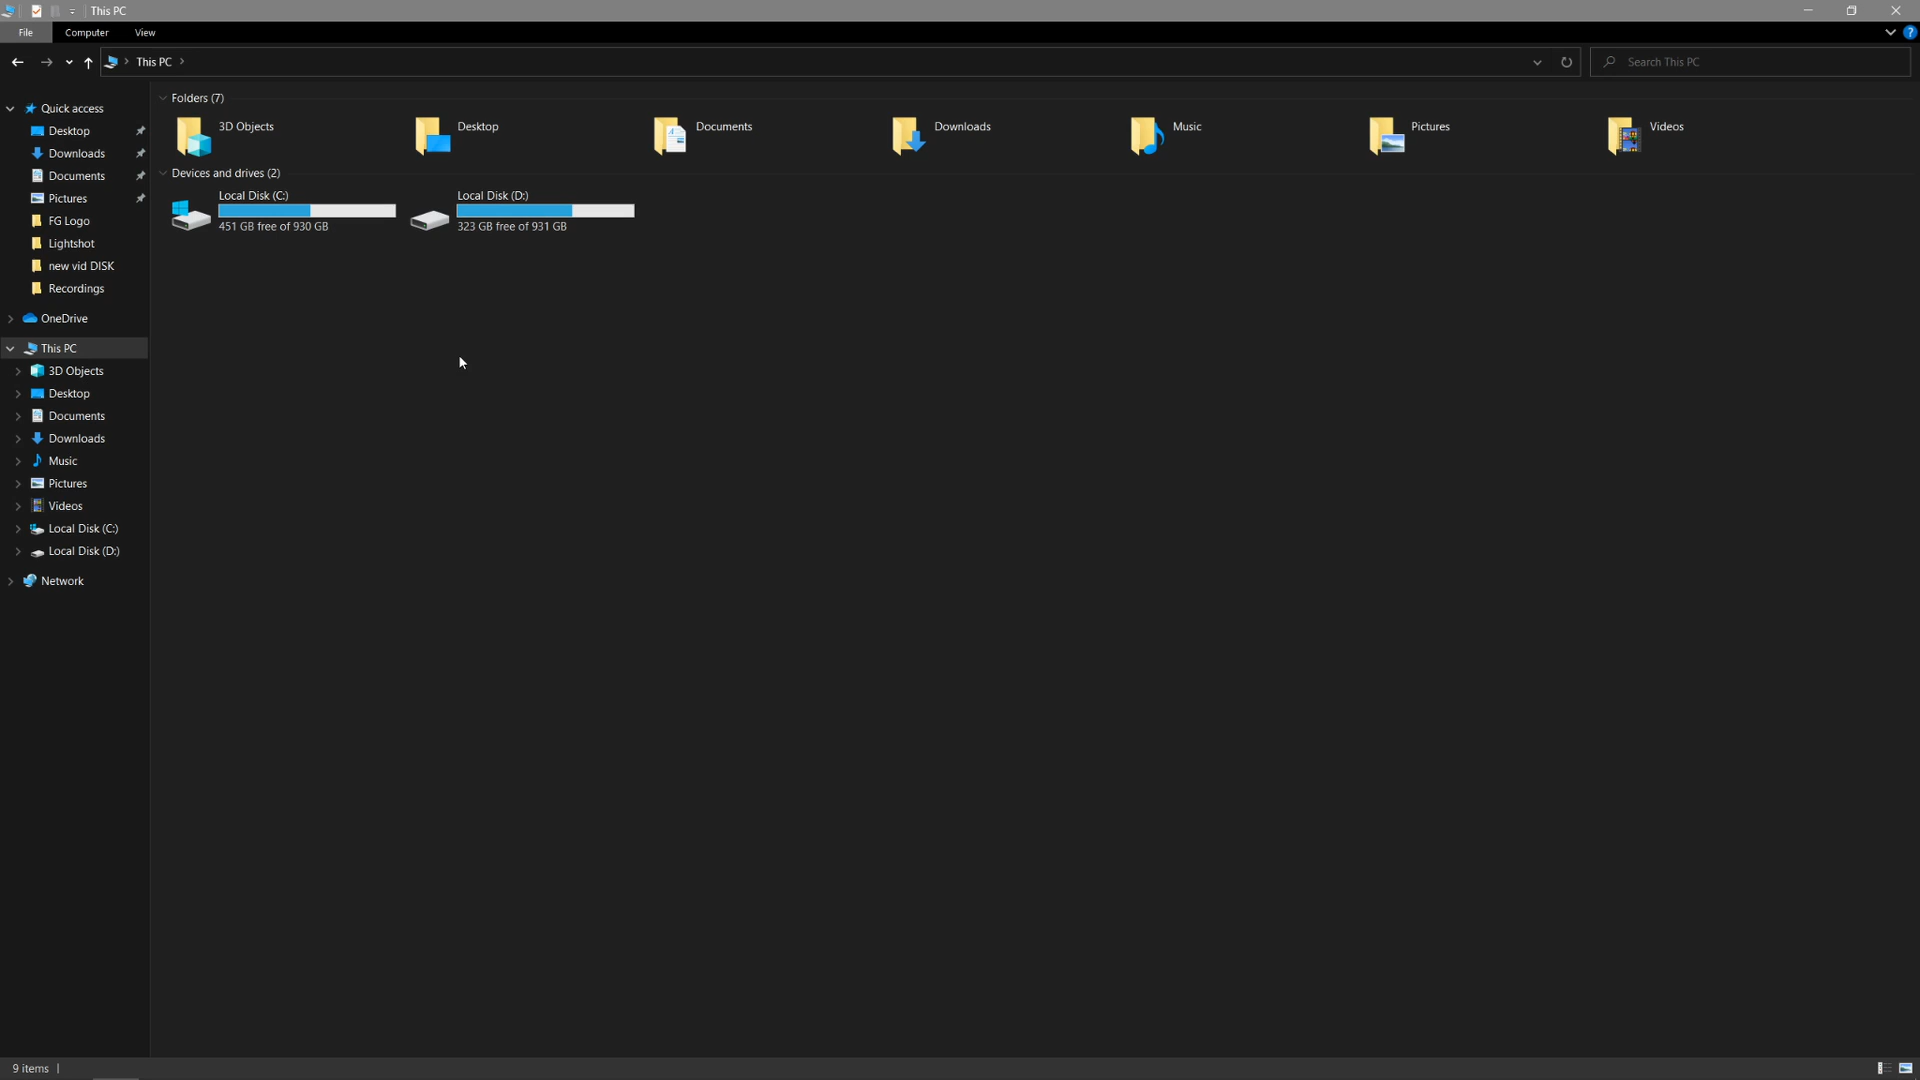 This PC
File
Computer
View
?
This PC
Search This PC
Quick access
Desktop
Downloads
Documents
Pictures
FG Logo
Lightshot
new vid DISK
Recordings
OneDrive
This PC
3D Objects
Desktop
Documents
Downloads
Music
Pictures
Videos
Local Disk (C:)
Local Disk (D:)
Network
Folders (7)
3D Objects
Desktop
Documents
Downloads
Music
Pictures
Videos
Devices and drives (2)
Local Disk (C:)
451 GB free of 930 GB
Local Disk (D:)
323 GB free of 931 GB
9 items